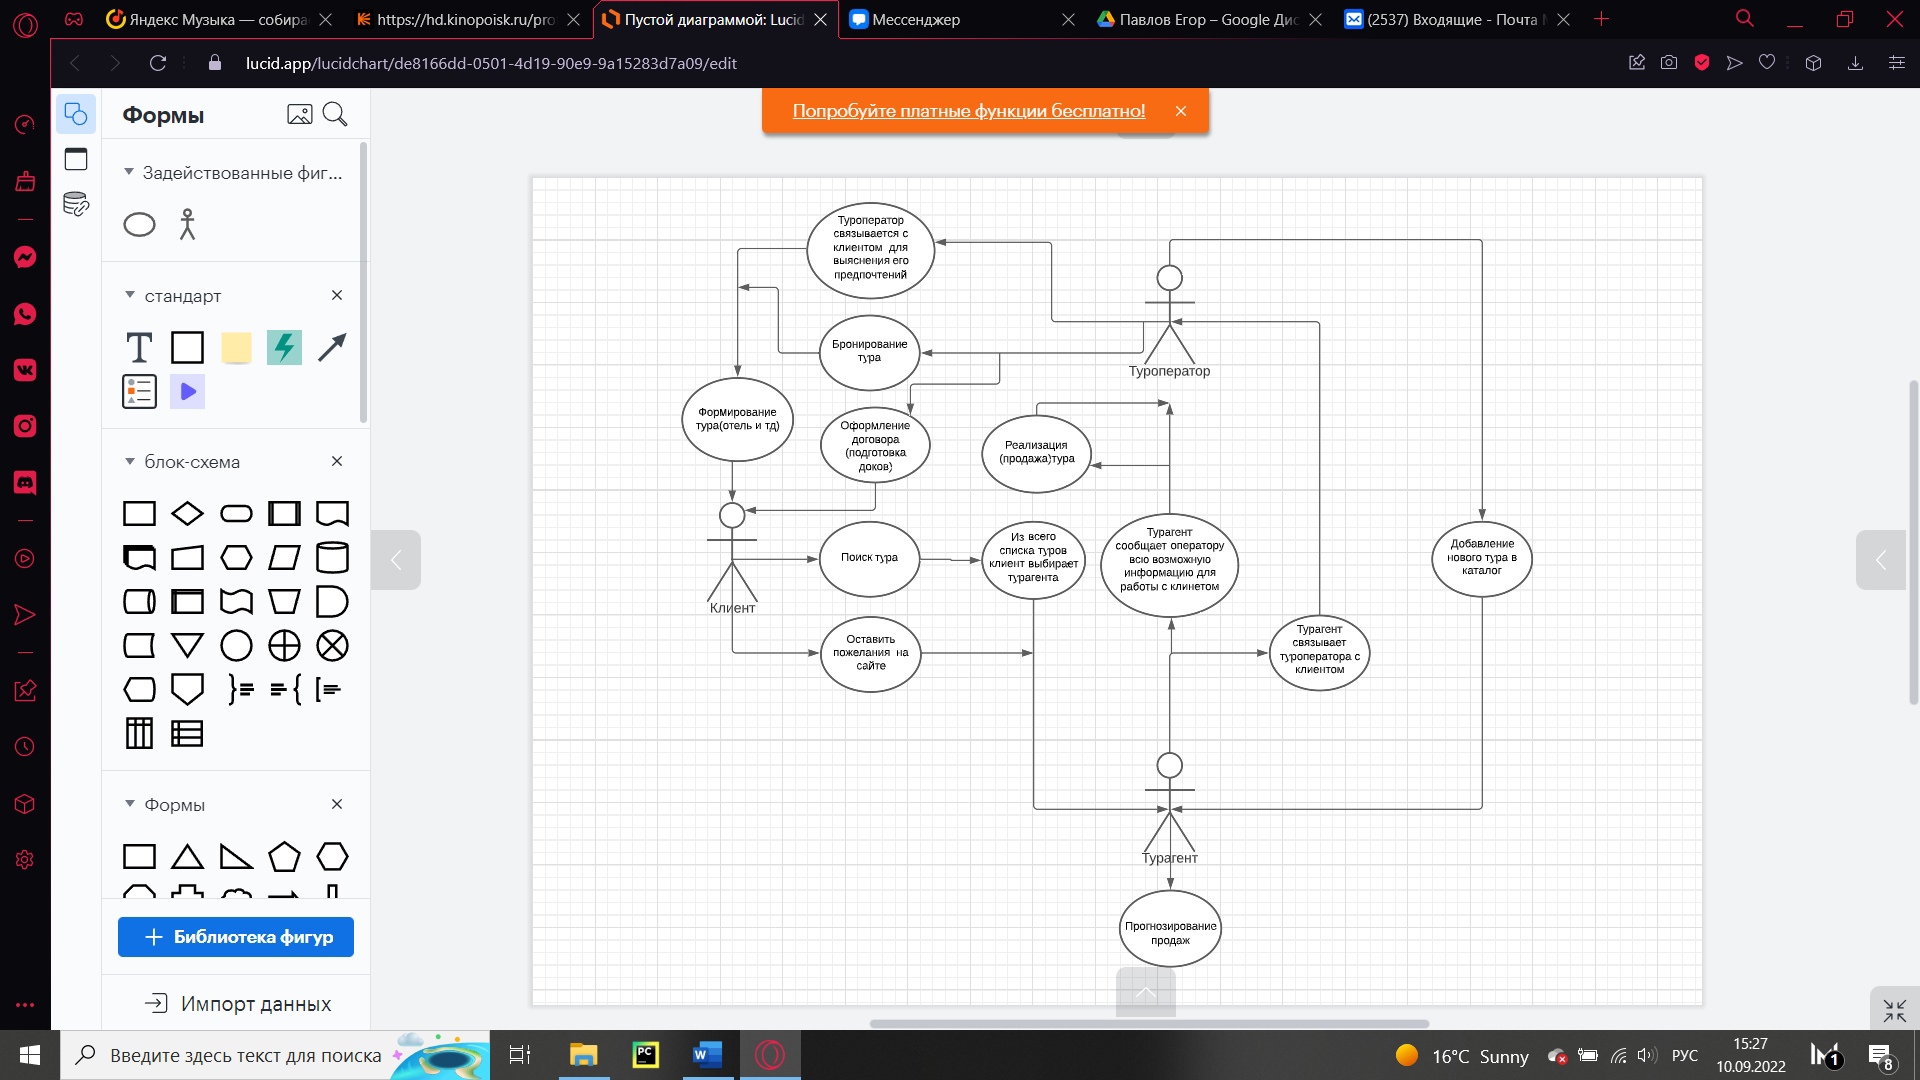 Яндекс Музыка — собира
https://hd.kinopoisk.ru/pro
Пустой диаграммой: Lucid
Мессенджер
Павлов Егор – Google Дис
(2537) Входящие - Почта M
lucid.app/lucidchart/de8166dd-0501-4d19-90e9-9a15283d7a09/edit
Попробуйте платные функции бесплатно!
Формы
Задействованные фиг...
стандарт
блок-схема
Формы
Библиотека фигур
Импорт данных
Туроператор
связывается с
клиентом для
выяснения его
предпочтений
Бронирование
тура
Туроператор
Формирование
тура(отель и тд)
Оформление
договора
(подготовка
доков)
Реализация
(продажа)тура
Клиент
Поиск тура
Из всего
списка туров
клиент выбирает
турагента
Турагент
сообщает оператору
всю возможную
информацию для
работы с клинетом
Добавление
нового тура в
каталог
Оставить
пожелания на
сайте
Турагент
связывает
туроператора с
клиентом
Турагент
Прогнозирование
продаж
Введите здесь текст для поиска
PC
W
16°C Sunny
РУС
15:27
10.09.2022
1
8